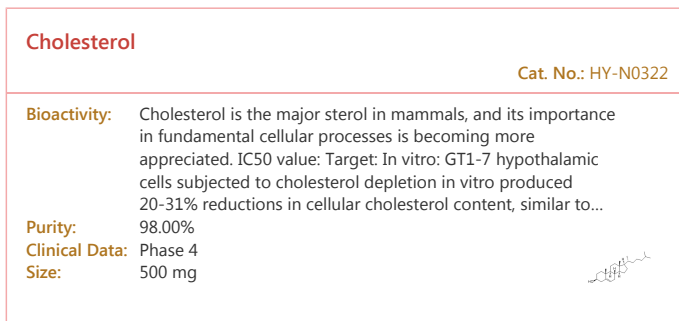 Cholesterol
Cat. No.: HY-N0322
Bioactivity: Cholesterol is the major sterol in mammals, and its importance
in fundamental cellular processes is becoming more
appreciated. IC50 value: Target: In vitro: GT1-7 hypothalamic
cells subjected to cholesterol depletion in vitro produced
20-31% reductions in cellular cholesterol content, similar to...
Purity: 98.00%
Clinical Data: Phase 4
Size: 500 mg